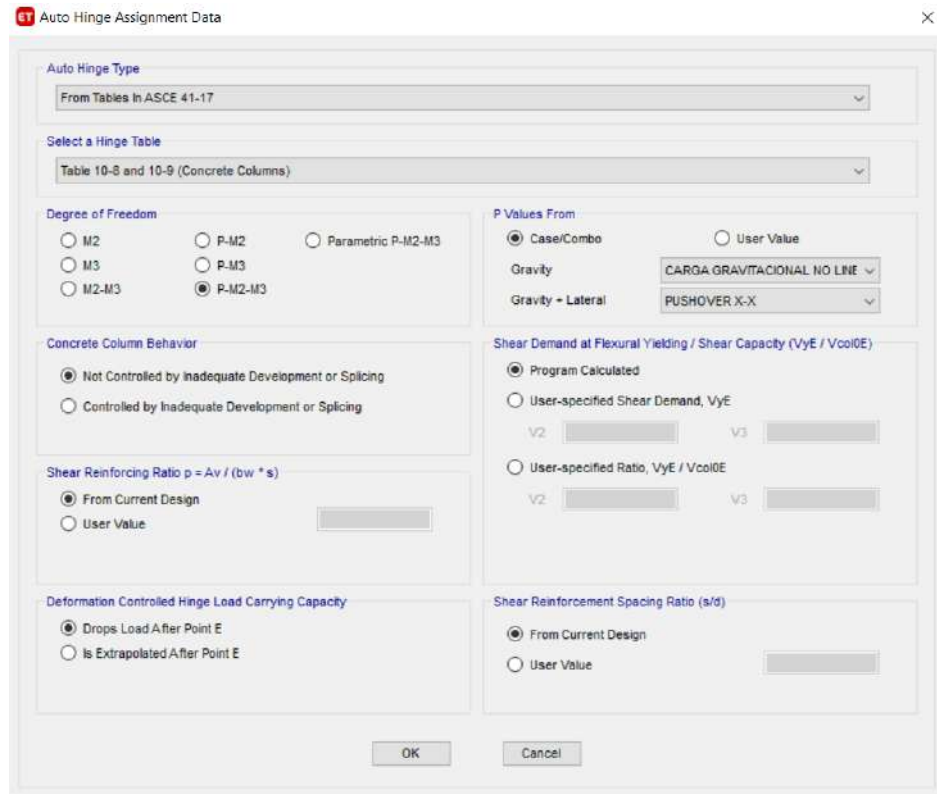 ET Auto Hinge Assignment Data
Auto Hinge Type
From Tables In ASCE 41-17
Select a Hinge Table
Table 10-8 and 10-9 (Concrete Columns)
Degree of Freedom
M2 P-M2 Parametric P-M2-M3
M3 P-M3
M2-M3 P-M2-M3
P Values From
Case/Combo User Value
Gravity CARGA GRAVITACIONAL NO LINE
Gravity + Lateral PUSHOVER X-X
Concrete Column Behavior
Not Controlled by Inadequate Development or Splicing
Controlled by Inadequate Development or Splicing
Shear Demand at Flexural Yielding / Shear Capacity (VyE / Vcol0E)
Program Calculated
User-specified Shear Demand, VyE
V2 V3
User-specified Ratio, VyE / Vcol0E
V2 V3
Shear Reinforcing Ratio p = Av / (bw * s)
From Current Design
User Value
Deformation Controlled Hinge Load Carrying Capacity
Drops Load After Point E
Is Extrapolated After Point E
Shear Reinforcement Spacing Ratio (s/d)
From Current Design
User Value
OK Cancel